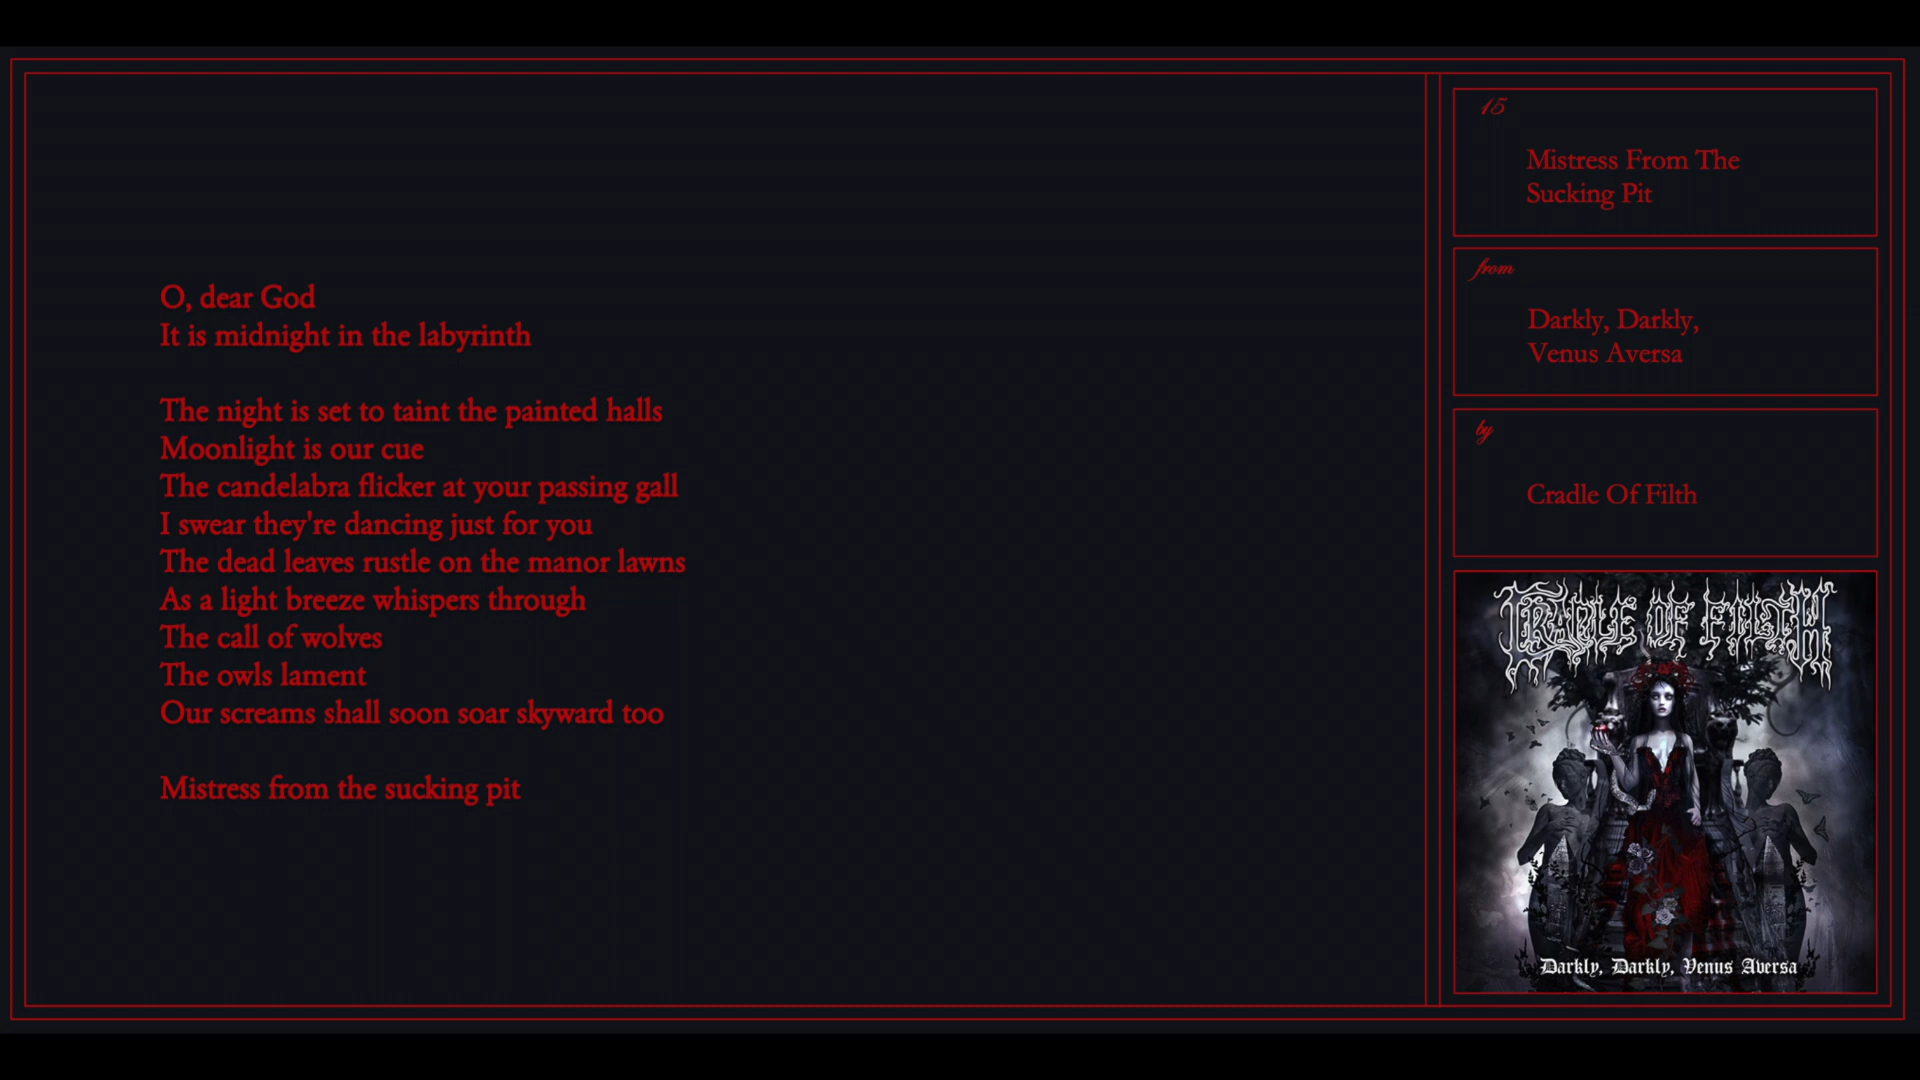 O, dear God
It is midnight in the labyrinth
The night is set to taint the painted halls
Moonlight is our cue
The candelabra flicker at your passing gall
I swear they're dancing just for you
The dead leaves rustle on the manor lawns
As a light breeze whispers through
The call of wolves
The owls lament
Our screams shall soon soar skyward too
Mistress from the sucking pit
15
Mistress From The
Sucking Pit
from
Darkly, Darkly,
Venus Aversa
by
Cradle Of Filth
CRADLE OF FILTH
Darkly, Darkly, Venus Aversa